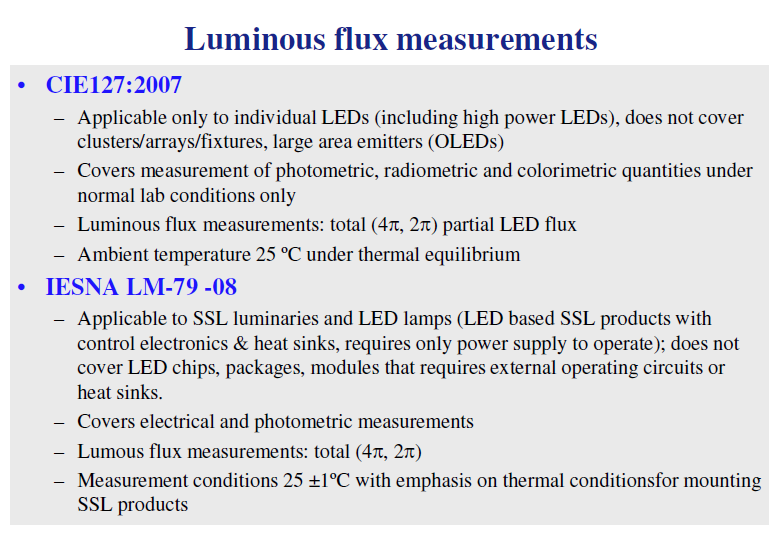 Luminous flux measurements
• CIE127:2007
– Applicable only to individual LEDs (including high power LEDs), does not cover
clusters/arrays/fixtures, large area emitters (OLEDs)
– Covers measurement of photometric, radiometric and colorimetric quantities under
normal lab conditions only
– Luminous flux measurements: total (4π, 2π) partial LED flux
– Ambient temperature 25 ºC under thermal equilibrium
• IESNA LM-79 -08
– Applicable to SSL luminaries and LED lamps (LED based SSL products with
control electronics & heat sinks, requires only power supply to operate); does not
cover LED chips, packages, modules that requires external operating circuits or
heat sinks.
– Covers electrical and photometric measurements
– Lumous flux measurements: total (4π, 2π)
– Measurement conditions 25 ±1ºC with emphasis on thermal conditionsfor mounting
SSL products